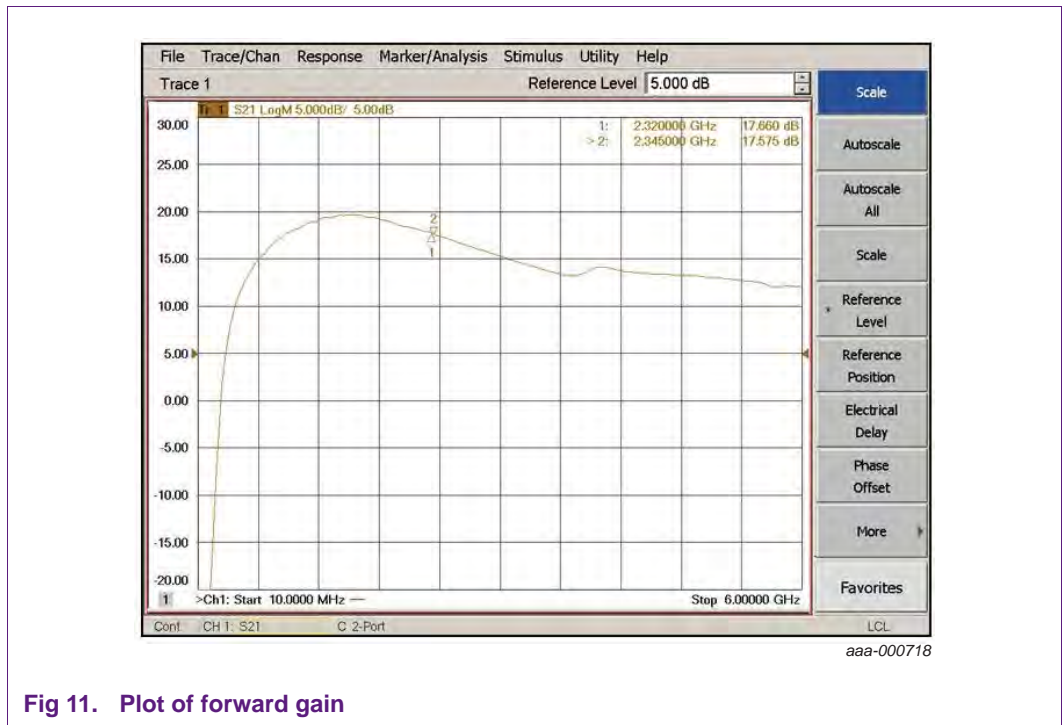 File Trace/Chan Response Marker/Analysis Stimulus Utility Help
Trace 1 Reference Level 5.000 dB
Tr 1 S21 LogM 5.000dB/ 5.00dB
1: 2.320000 GHz 17.660 dB
> 2: 2.345000 GHz 17.575 dB
30.00
25.00
20.00
15.00
10.00
5.00
0.00
-5.00
-10.00
-15.00
-20.00
2
1
1 >Ch1: Start 10.0000 MHz — Stop 6.00000 GHz
Cont. CH 1: S21 C 2-Port LCL
Scale
Autoscale
Autoscale
All
Scale
* Reference
Level
Reference
Position
Electrical
Delay
Phase
Offset
More
Favorites
aaa-000718
Fig 11. Plot of forward gain